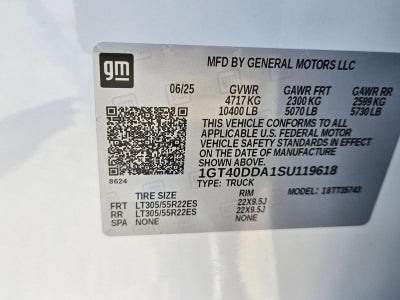 gm
MFD BY GENERAL MOTORS LLC
06/25 GVWR GAWR FRT GAWR RR
4717 KG 2300 KG 2599 KG
10400 LB 5070 LB 5730 LB
THIS VEHICLE CONFORMS TO ALL
APPLICABLE U.S. FEDERAL MOTOR
VEHICLE SAFETY STANDARDS IN EFFECT
ON THE DATE OF MANUFACTURE
SHOWN ABOVE.
1GT40DDA1SU119618
8624 TYPE: TRUCK MODEL:
TIRE SIZE RIM
FRT LT305/55R22ES 22X9.5J
RR LT305/55R22ES 22X9.5J
SPA NONE NONE